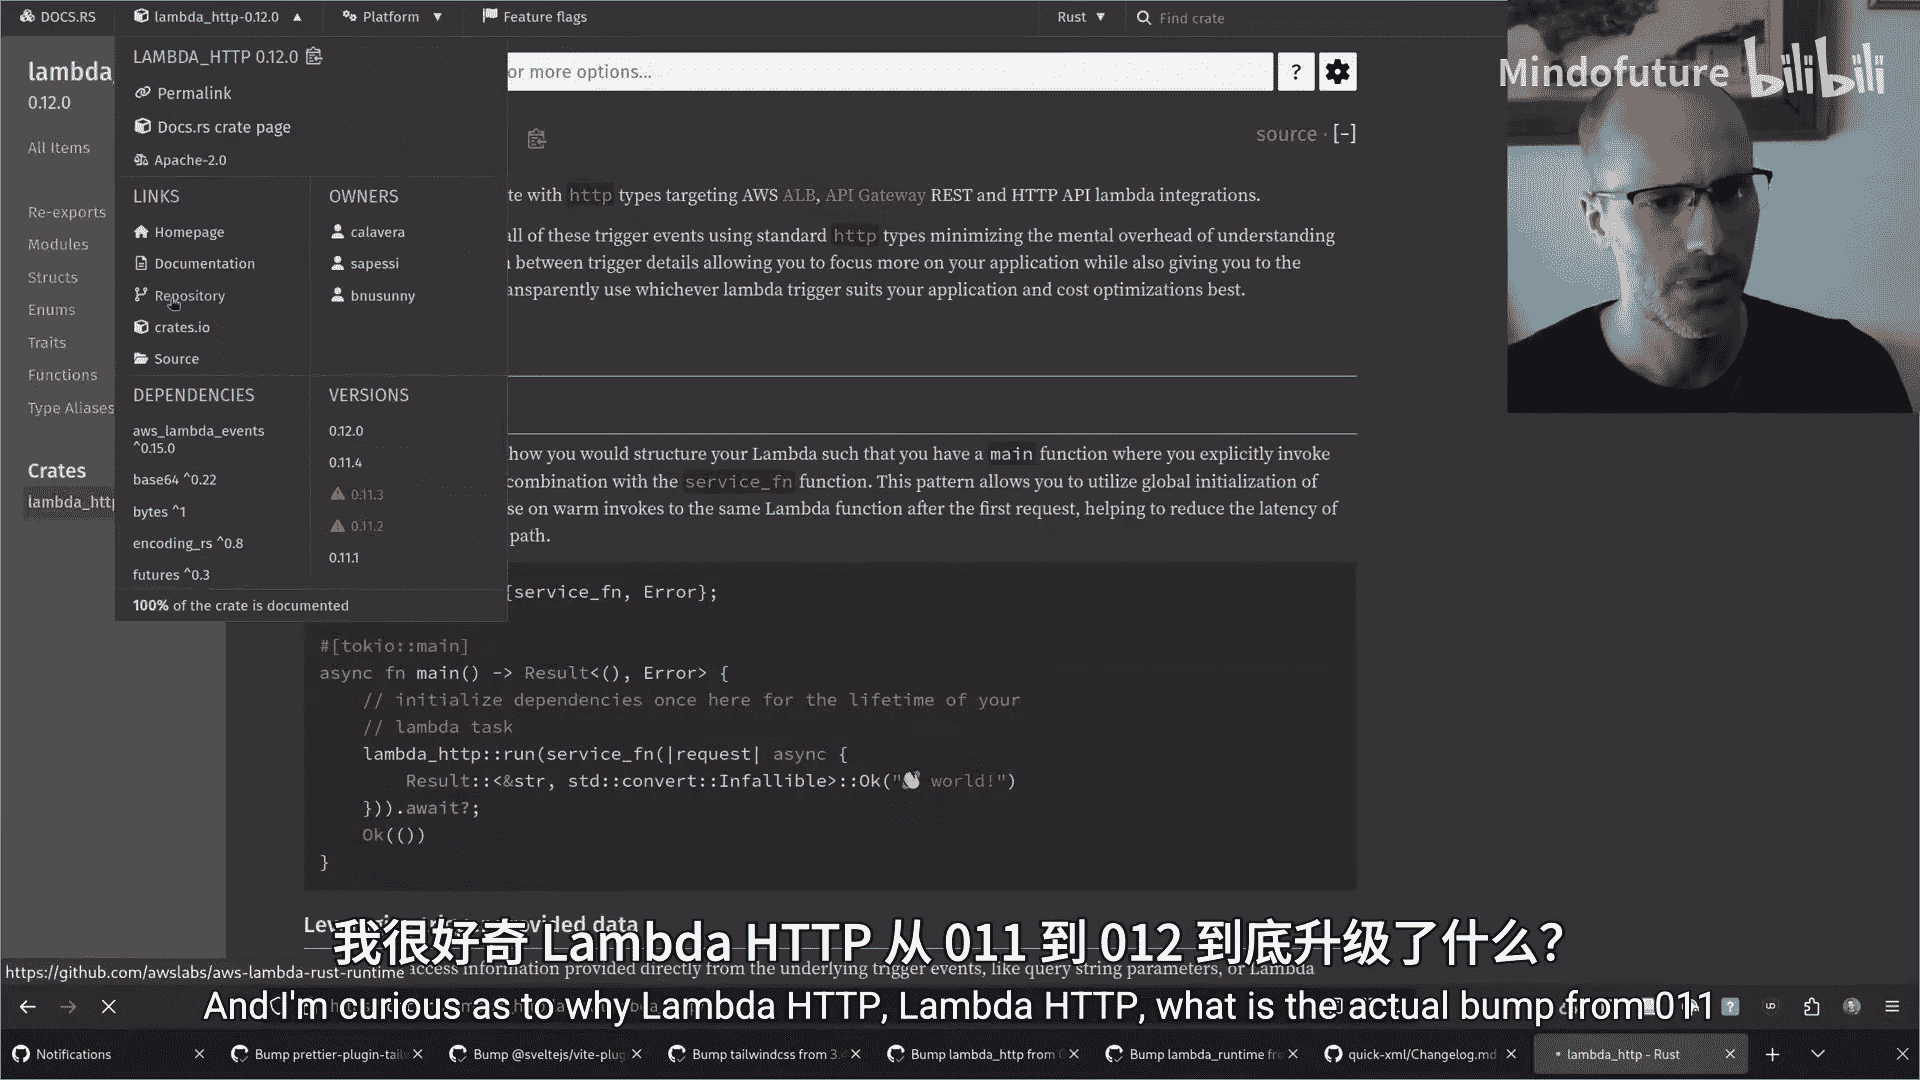 DOCS.RS
lambda_http-0.12.0
Platform
Feature flags
Rust
Find crate
LAMBDA_HTTP 0.12.0
Permalink
Docs.rs crate page
Apache-2.0
LINKS
Homepage
Documentation
Repository
crates.io
Source
OWNERS
calavera
sapessi
bnusunny
DEPENDENCIES
aws_lambda_events
^0.15.0
base64 ^0.22
bytes ^1
encoding_rs ^0.8
futures ^0.3
VERSIONS
0.12.0
0.11.4
0.11.3
0.11.2
0.11.1
100% of the crate is documented
lambda_
0.12.0
All Items
Re-exports
Modules
Structs
Enums
Traits
Functions
Type Aliases
Crates
lambda_http
or more options...
?
source · [-]
te with http types targeting AWS ALB, API Gateway REST and HTTP API lambda integrations.
all of these trigger events using standard http types minimizing the mental overhead of understanding
between trigger details allowing you to focus more on your application while also giving you to the
ansparently use whichever lambda trigger suits your application and cost optimizations best.
how you would structure your Lambda such that you have a main function where you explicitly invoke
combination with the service_fn function. This pattern allows you to utilize global initialization of
se on warm invokes to the same Lambda function after the first request, helping to reduce the latency of
path.
{service_fn, Error};
#[tokio::main]
async fn main() -> Result<(), Error> {
// initialize dependencies once here for the lifetime of your
// lambda task
lambda_http::run(service_fn(|request| async {
Result::<&str, std::convert::Infallible>::Ok("👋 world!")
})).await?;
Ok(())
}
Mindofuture bilibili
我很好奇 Lambda HTTP 从 011 到 012 到底升级了什么？
https://github.com/awslabs/aws-lambda-rust-runtime
access information provided directly from the underlying trigger events, like query string parameters, or Lambda
And I'm curious as to why Lambda HTTP, Lambda HTTP, what is the actual bump from 011
Notifications
Bump prettier-plugin-tailw
Bump @sveltejs/vite-plug
Bump tailwindcss from 3.
Bump lambda_http from
Bump lambda_runtime fr
quick-xml/Changelog.md
lambda_http - Rust